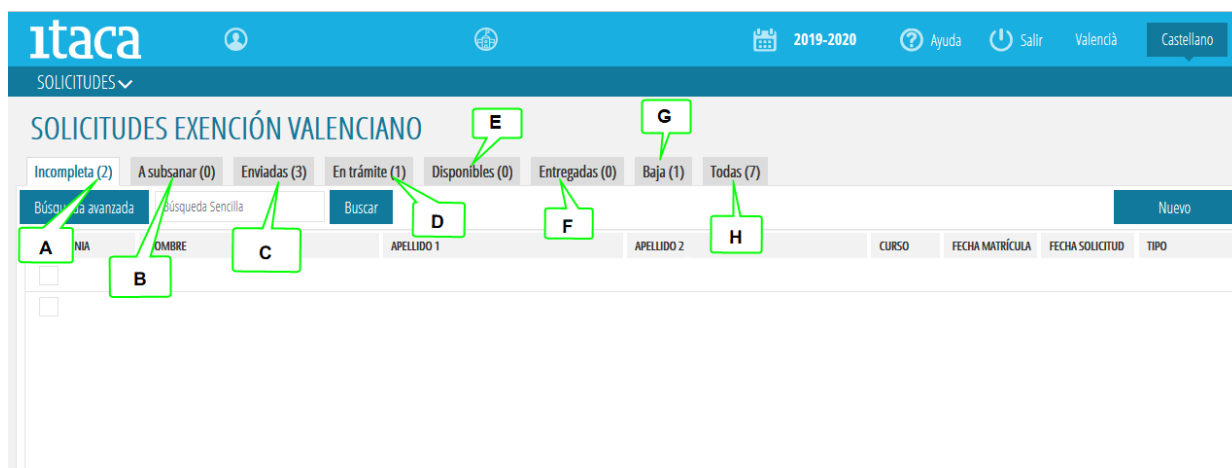 ıtaca 2019-2020 Ayuda Salir Valencià Castellano
SOLICITUDES
SOLICITUDES EXENCIÓN VALENCIANO
E
G
Incompleta (2) A subsanar (0) Enviadas (3) En trámite (1) Disponibles (0) Entregadas (0) Baja (1) Todas (7)
Búsqueda avanzada Búsqueda Sencilla Buscar Nuevo
A
B
C
D
F
H
NIA NOMBRE APELLIDO 1 APELLIDO 2 CURSO FECHA MATRÍCULA FECHA SOLICITUD TIPO